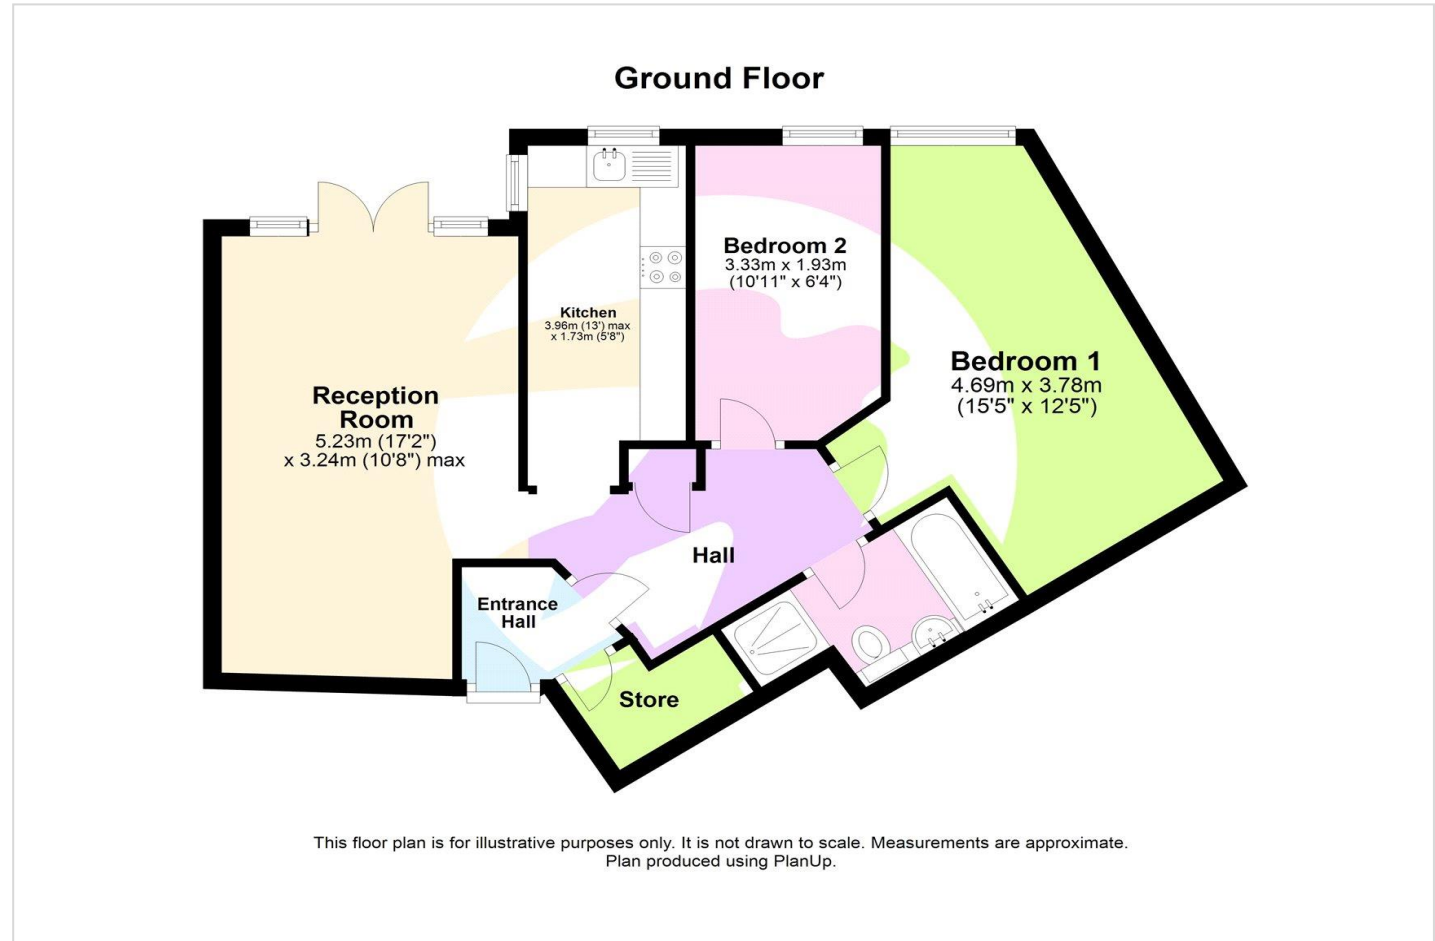 Ground Floor
Bedroom 2
3.33m x 1.93m
(10'11" x 6'4")
Kitchen
3.96m (13') max
x 1.73m (5'8")
Bedroom 1
4.69m x 3.78m
(15'5" x 12'5")
Reception
Room
5.23m (17'2")
x 3.24m (10'8") max
Hall
Entrance
Hall
Store
This floor plan is for illustrative purposes only. It is not drawn to scale. Measurements are approximate.
Plan produced using PlanUp.